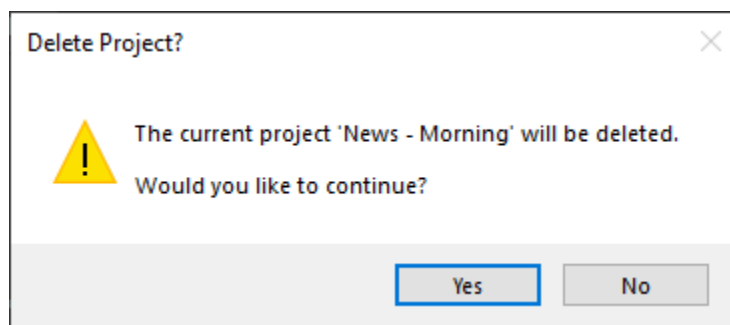 Delete Project?
The current project 'News - Morning' will be deleted.
Would you like to continue?
Yes
No